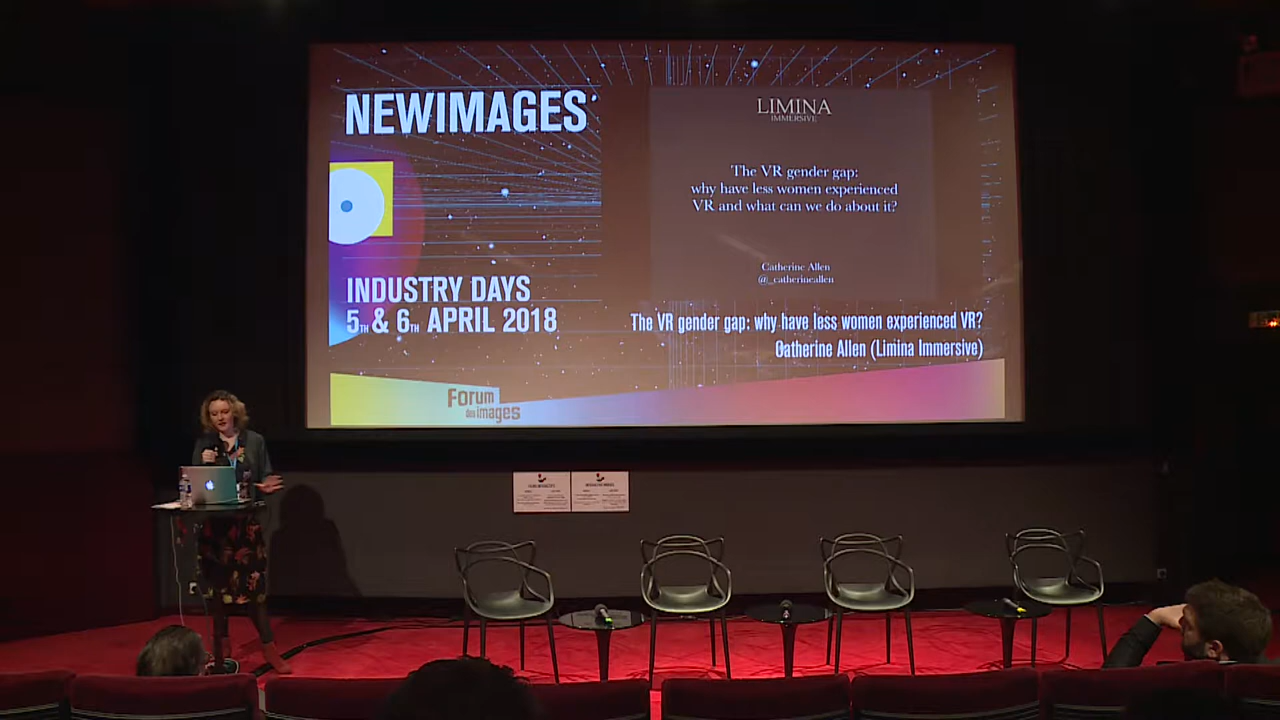 NEWIMAGES
INDUSTRY DAYS
5TH & 6TH APRIL 2018
LIMINA
IMMERSIVE
The VR gender gap:
why have less women experienced
VR and what can we do about it?
Catherine Allen
@_catherineallen
The VR gender gap: why have less women experienced VR?
Catherine Allen (Limina Immersive)
Forum
des images